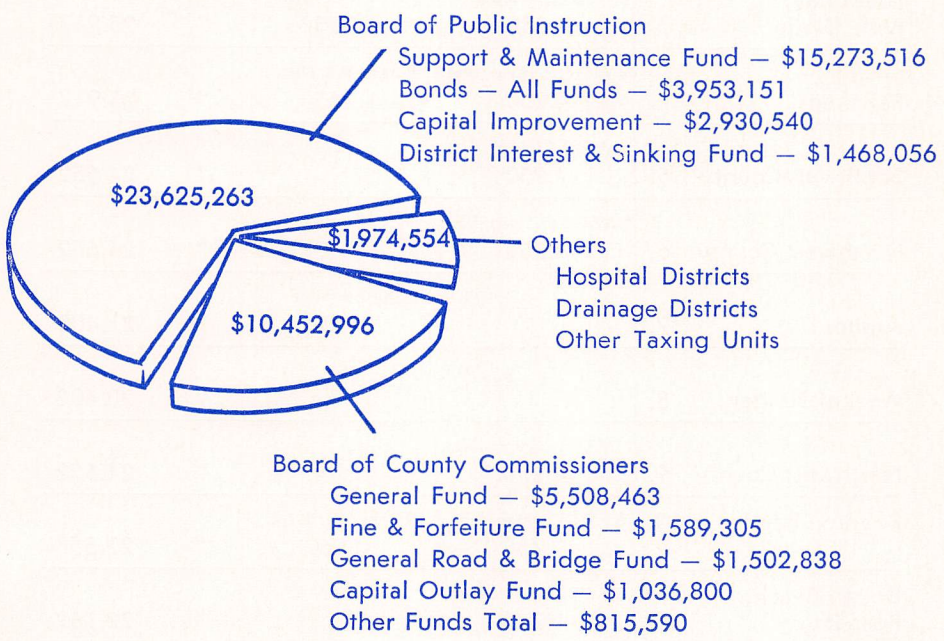 Board of Public Instruction
Support & Maintenance Fund — $15,273,516
Bonds — All Funds — $3,953,151
Capital Improvement — $2,930,540
District Interest & Sinking Fund — $1,468,056
$23,625,263
$1,974,554
Others
Hospital Districts
Drainage Districts
Other Taxing Units
$10,452,996
Board of County Commissioners
General Fund — $5,508,463
Fine & Forfeiture Fund — $1,589,305
General Road & Bridge Fund — $1,502,838
Capital Outlay Fund — $1,036,800
Other Funds Total — $815,590